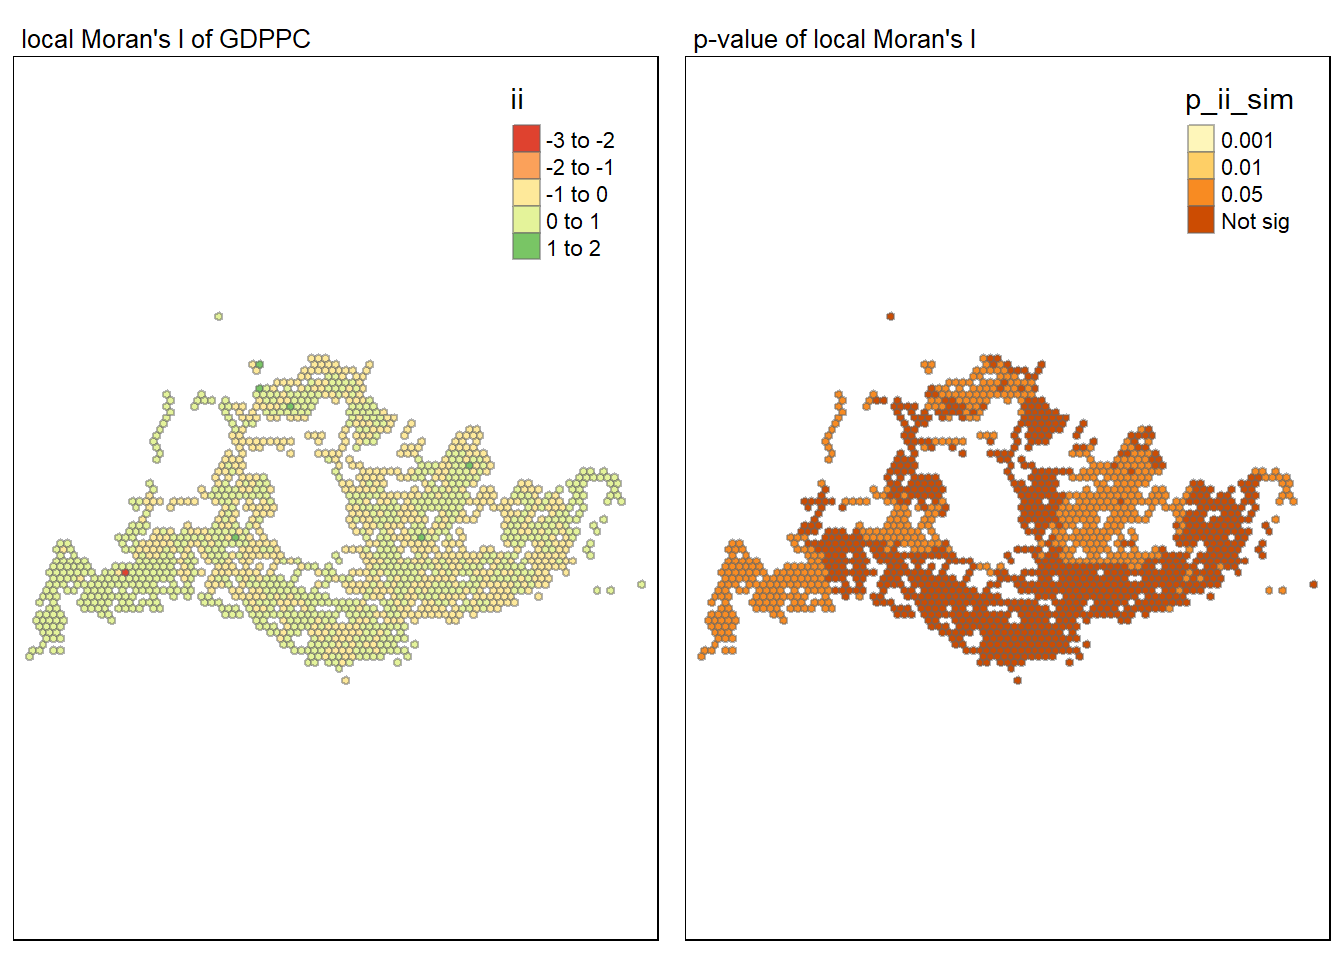 local Moran's I of GDPPC
ii
-3 to -2
-2 to -1
-1 to 0
0 to 1
1 to 2
p-value of local Moran's I
p_ii_sim
0.001
0.01
0.05
Not sig